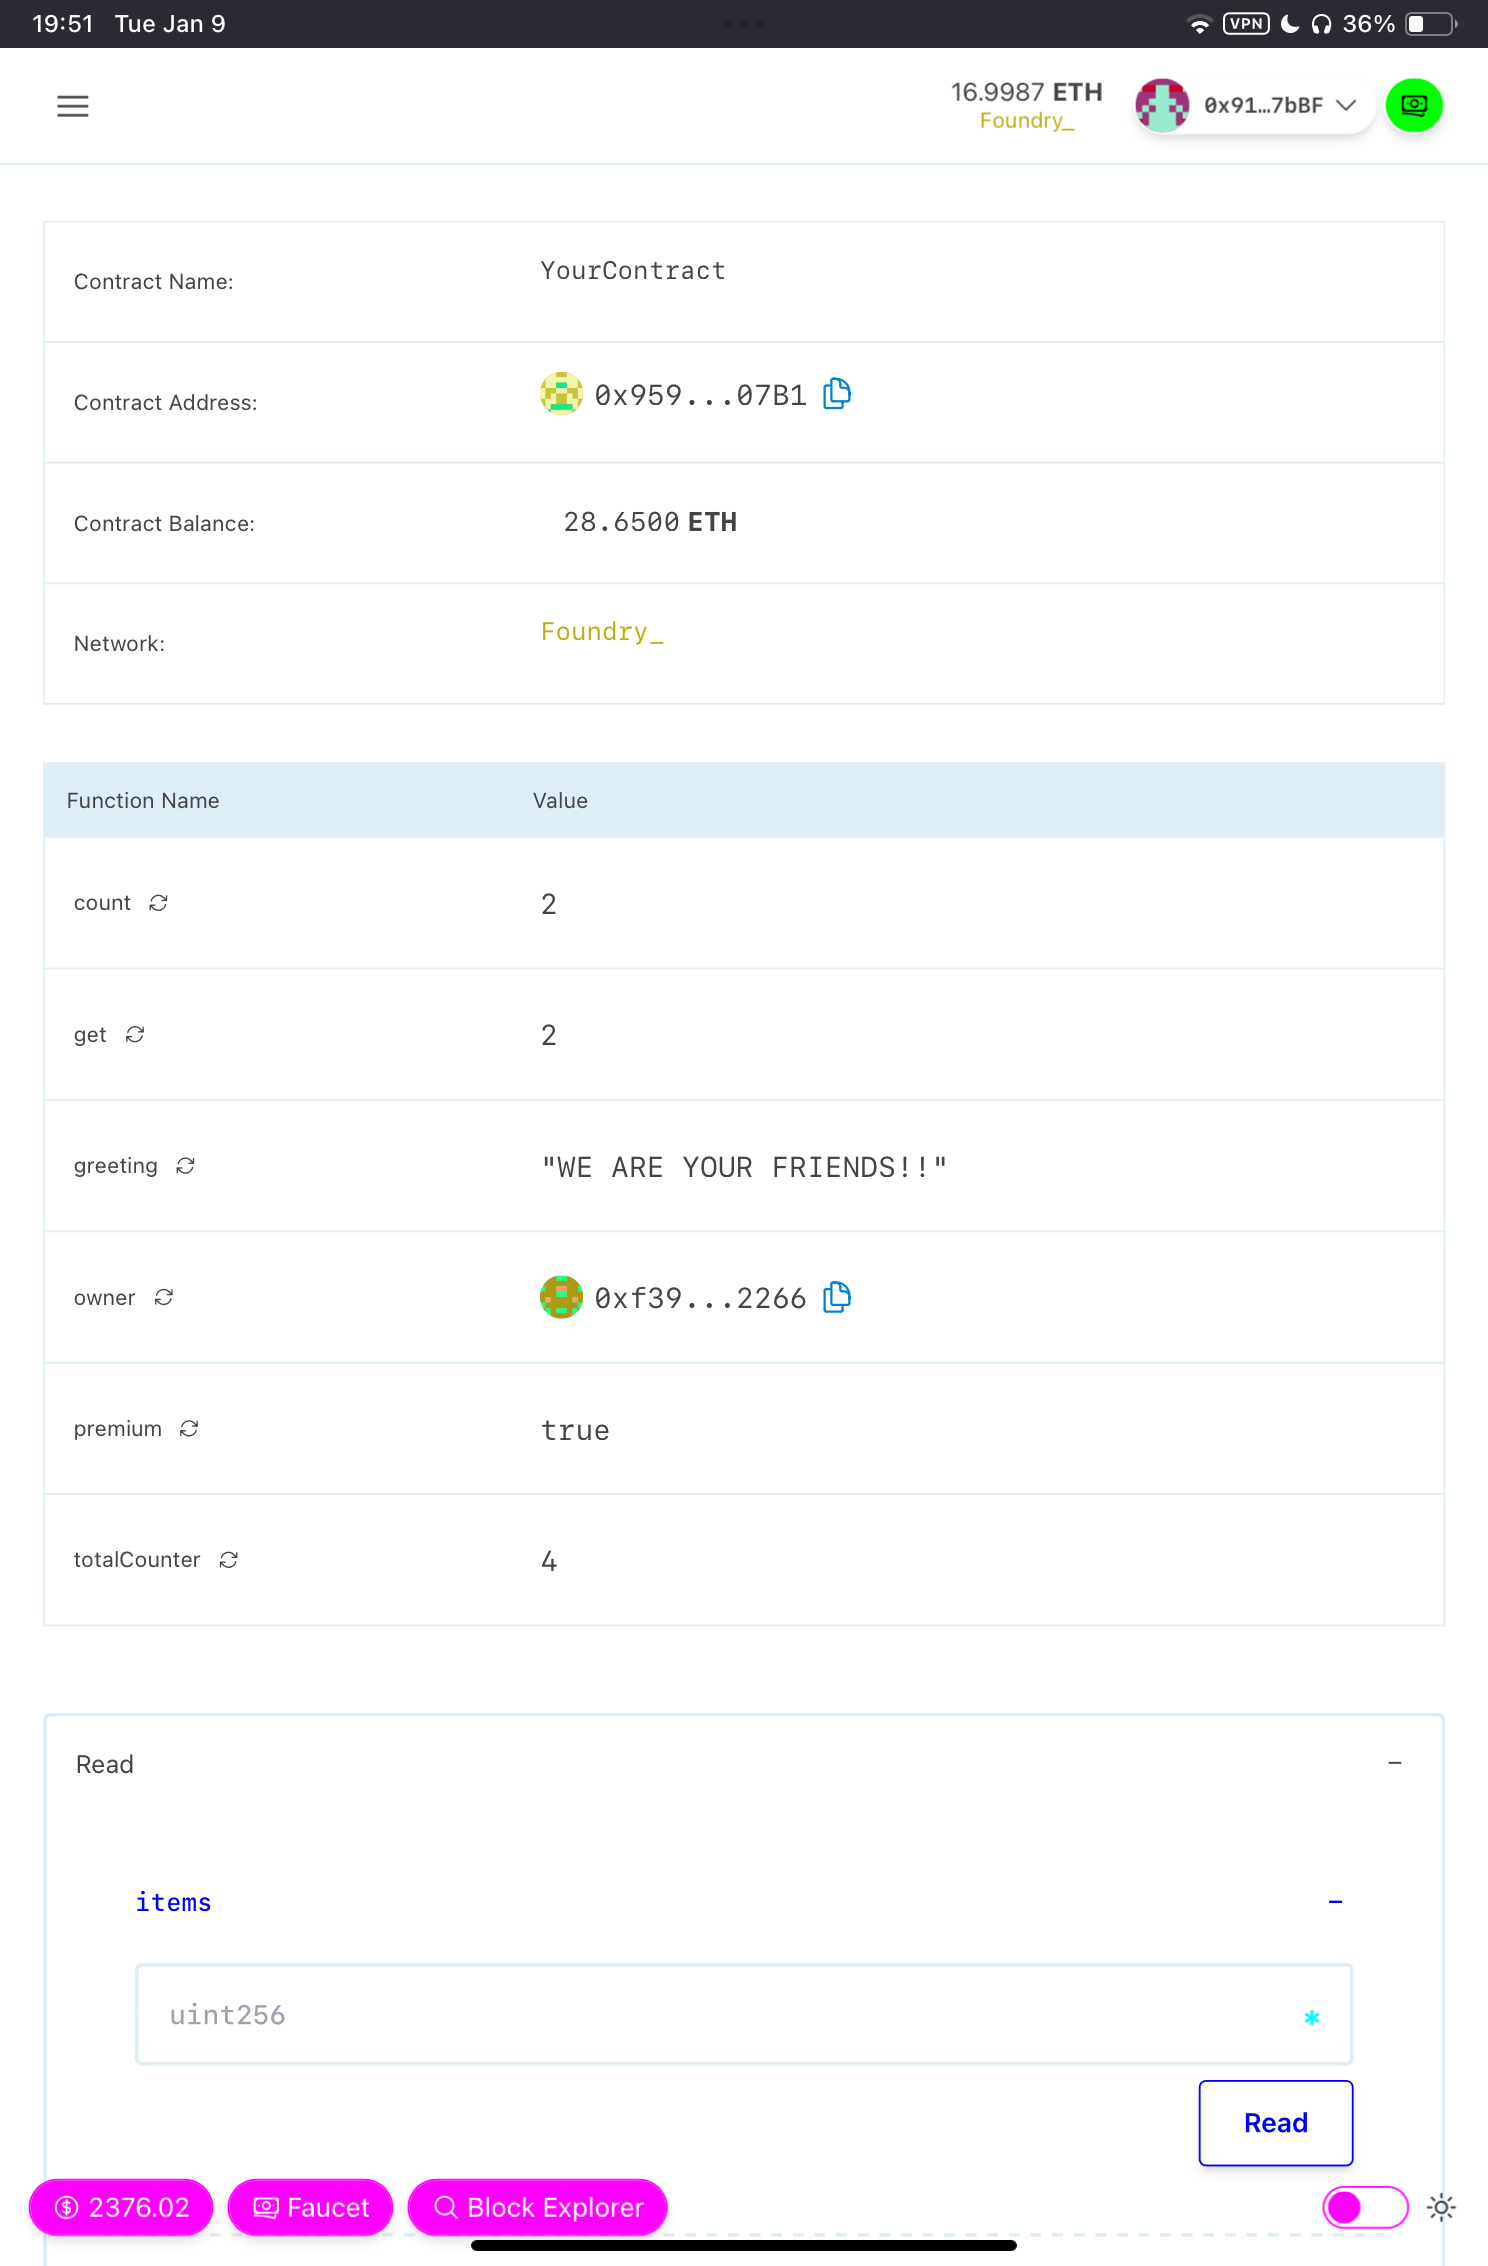 19:51 Tue Jan 9
VPN 36%
16.9987 ETH
Foundry_
0x91...7bBF
Contract Name: YourContract
Contract Address: 0x959...07B1
Contract Balance: 28.6500 ETH
Network: Foundry_
Function Name Value
count 2
get 2
greeting "WE ARE YOUR FRIENDS!!"
owner 0xf39...2266
premium true
totalCounter 4
Read –
items –
uint256 *
Read
2376.02 Faucet Block Explorer